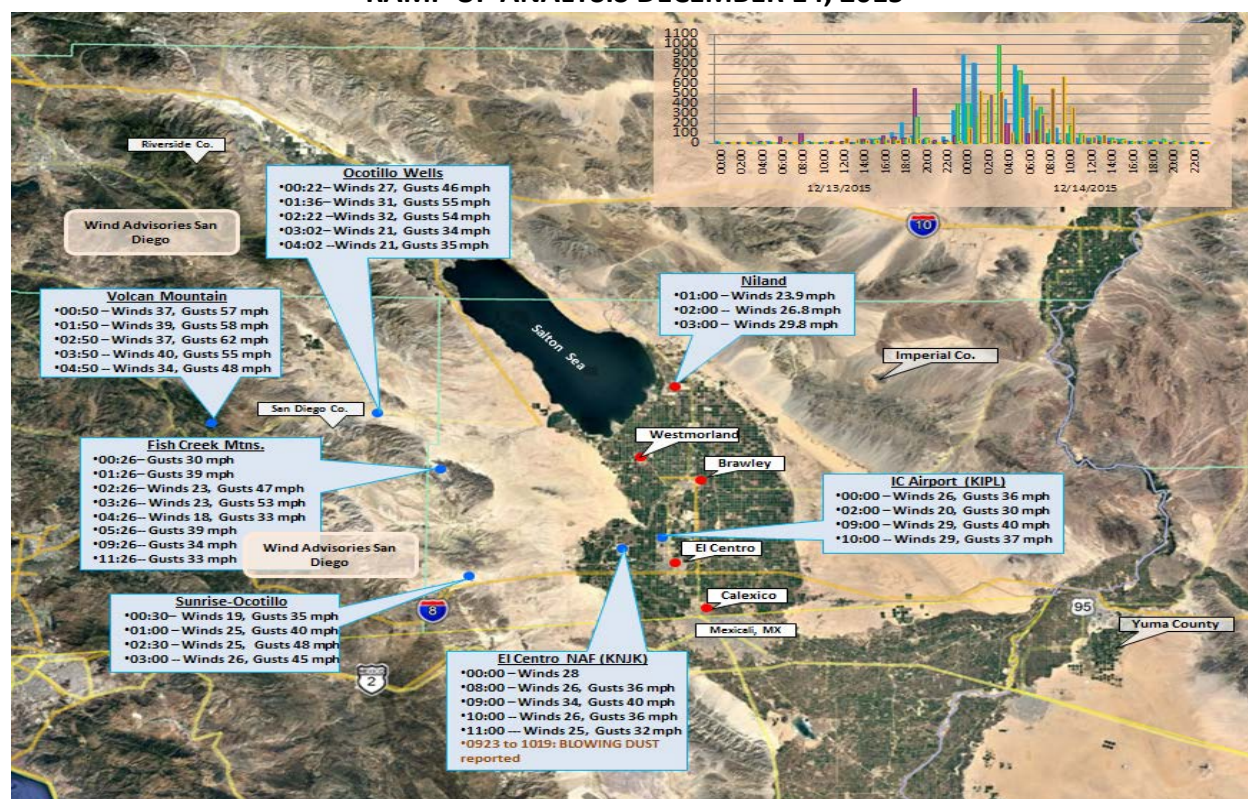 RAMP-UP ANALYSIS DECEMBER 14, 2015
1100
1000
900
800
700
600
500
400
300
200
100
0
00:00 02:00 04:00 06:00 08:00 10:00 12:00 14:00 16:00 18:00 20:00 22:00 00:00 02:00 04:00 06:00 08:00 10:00 12:00 14:00 16:00 18:00 20:00 22:00
12/13/2015 12/14/2015
Riverside Co.
Wind Advisories San
Diego
Ocotillo Wells
•00:22–Winds 27, Gusts 46 mph
•01:36–Winds 31, Gusts 55 mph
•02:22–Winds 32, Gusts 54 mph
•03:02–Winds 21, Gusts 34 mph
•04:02 --Winds 21, Gusts 35 mph
10
Volcan Mountain
•00:50 – Winds 37, Gusts 57 mph
•01:50 – Winds 39, Gusts 58 mph
•02:50 – Winds 37, Gusts 62 mph
•03:50 -- Winds 40, Gusts 55 mph
•04:50 -- Winds 34, Gusts 48 mph
Niland
•01:00 – Winds 23.9 mph
•02:00 –- Winds 26.8 mph
•03:00 – Winds 29.8 mph
Salton Sea
Imperial Co.
San Diego Co.
Westmorland
Brawley
Fish Creek Mtns.
•00:26– Gusts 30 mph
•01:26– Gusts 39 mph
•02:26– Winds 23, Gusts 47 mph
•03:26-- Winds 23, Gusts 53 mph
•04:26-- Winds 18, Gusts 33 mph
•05:26-- Gusts 39 mph
•09:26-- Gusts 34 mph
•11:26-- Gusts 33 mph
Wind Advisories San
Diego
IC Airport (KIPL)
•00:00 – Winds 26, Gusts 36 mph
•02:00 – Winds 20, Gusts 30 mph
•09:00 – Winds 29, Gusts 40 mph
•10:00 -- Winds 29, Gusts 37 mph
El Centro
Sunrise-Ocotillo
•00:30– Winds 19, Gusts 35 mph
•01:00 – Winds 25, Gusts 40 mph
•02:30 – Winds 25, Gusts 48 mph
•03:00 -- Winds 26, Gusts 45 mph
8
Calexico
Mexicali, MX
95
Yuma County
2
El Centro NAF (KNJK)
•00:00 – Winds 28
•08:00 – Winds 26, Gusts 36 mph
•09:00 – Winds 34, Gusts 40 mph
•10:00 -- Winds 26, Gusts 36 mph
•11:00 --- Winds 25, Gusts 32 mph
•0923 to 1019: BLOWING DUST
reported